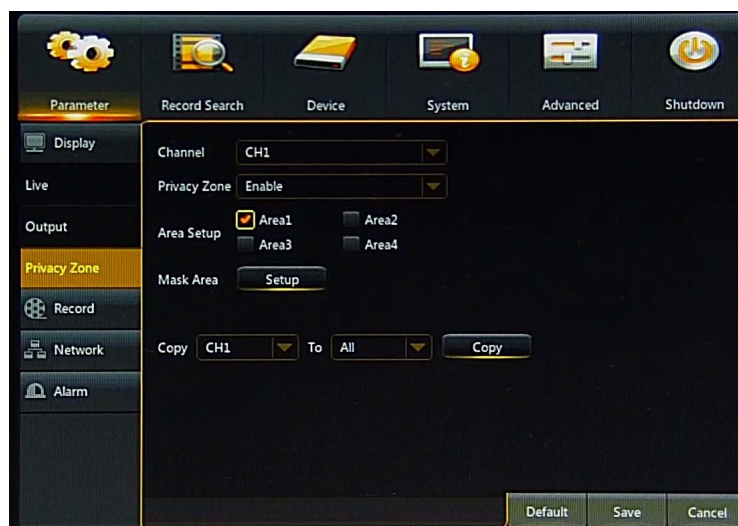 Parameter Record Search Device System Advanced Shutdown
Display
Live
Output
Privacy Zone
Record
Network
Alarm
Channel CH1
Privacy Zone Enable
Area Setup Area1 Area2
Area3 Area4
Mask Area Setup
Copy CH1 To All Copy
Default Save Cancel